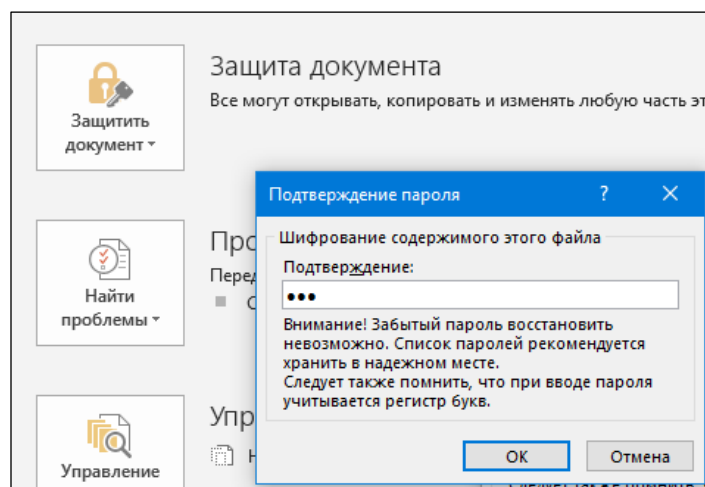 Защита документа
Все могут открывать, копировать и изменять любую часть
Защитить
документ
Подтверждение пароля
?
Шифрование содержимого этого файла
Подтверждение:
•••
Внимание! Забытый пароль восстановить
невозможно. Список паролей рекомендуется
хранить в надежном месте.
Следует также помнить, что при вводе пароля
учитывается регистр букв.
ОК
Отмена
Найти
проблемы
Управление